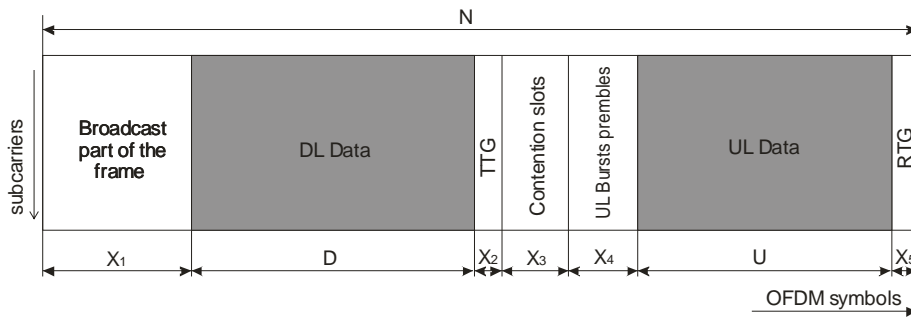 N
subcarriers
Broadcast
part of the
frame
DL Data
TTG
Contention slots
UL Bursts prembles
UL Data
RTG
X1
D
X2
X3
X4
U
X5
OFDM symbols